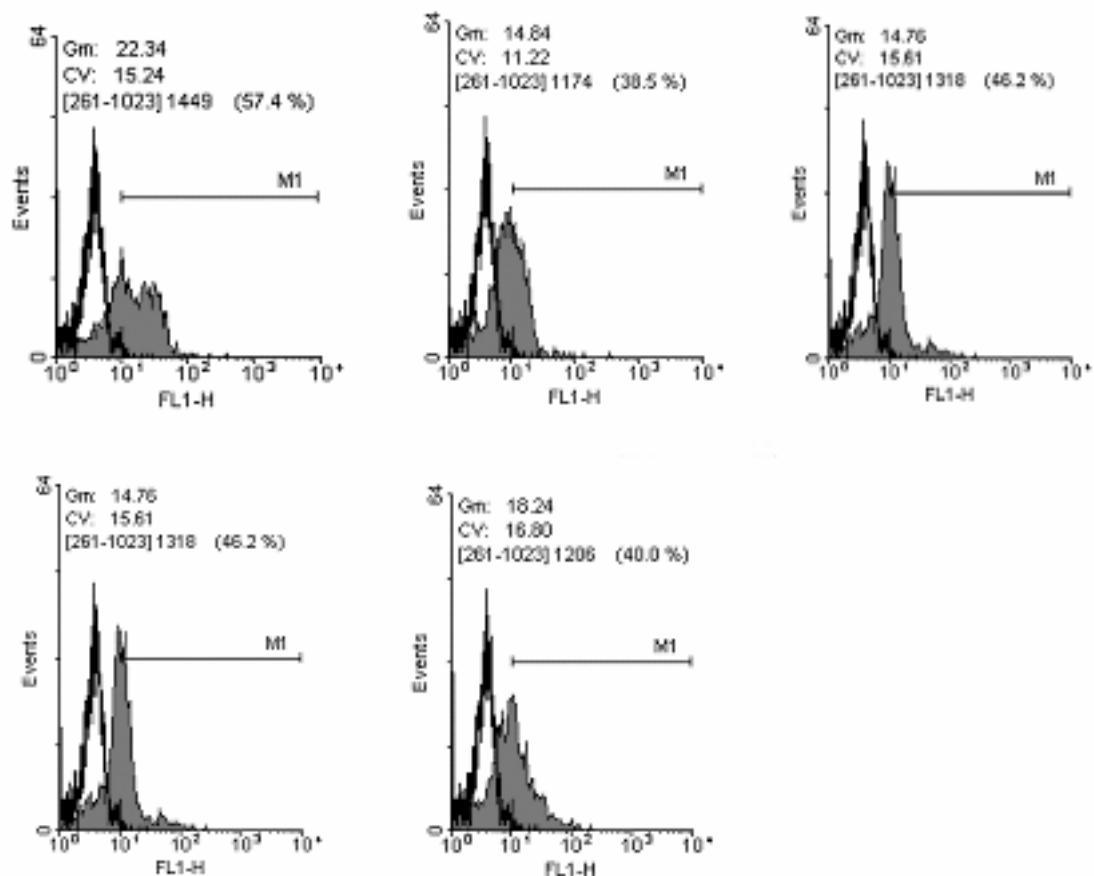 64
Gm: 22.34
CV: 15.24
[261-1023] 1449 (57.4 %)
M1
Events
0
10⁰ 10¹ 10² 10³ 10⁴
FL1-H
64
Gm: 14.84
CV: 11.22
[261-1023] 1174 (38.5 %)
M1
Events
0
10⁰ 10¹ 10² 10³ 10⁴
FL1-H
64
Gm: 14.76
CV: 15.61
[261-1023] 1318 (46.2 %)
M1
Events
0
10⁰ 10¹ 10² 10³ 10⁴
FL1-H
64
Gm: 14.76
CV: 15.61
[261-1023] 1318 (46.2 %)
M1
Events
0
10⁰ 10¹ 10² 10³ 10⁴
FL1-H
64
Gm: 18.24
CV: 16.80
[261-1023] 1206 (40.0 %)
M1
Events
0
10⁰ 10¹ 10² 10³ 10⁴
FL1-H